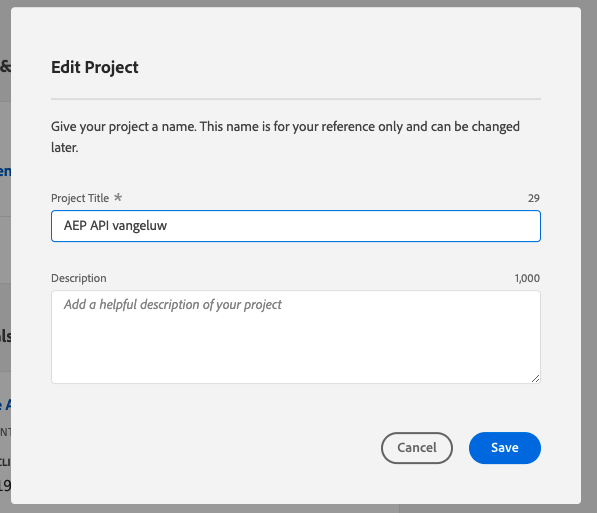 Edit Project
Give your project a name. This name is for your reference only and can be changed
later.
Project Title *
29
AEP API vangeluw
Description
1,000
Add a helpful description of your project
Cancel
Save